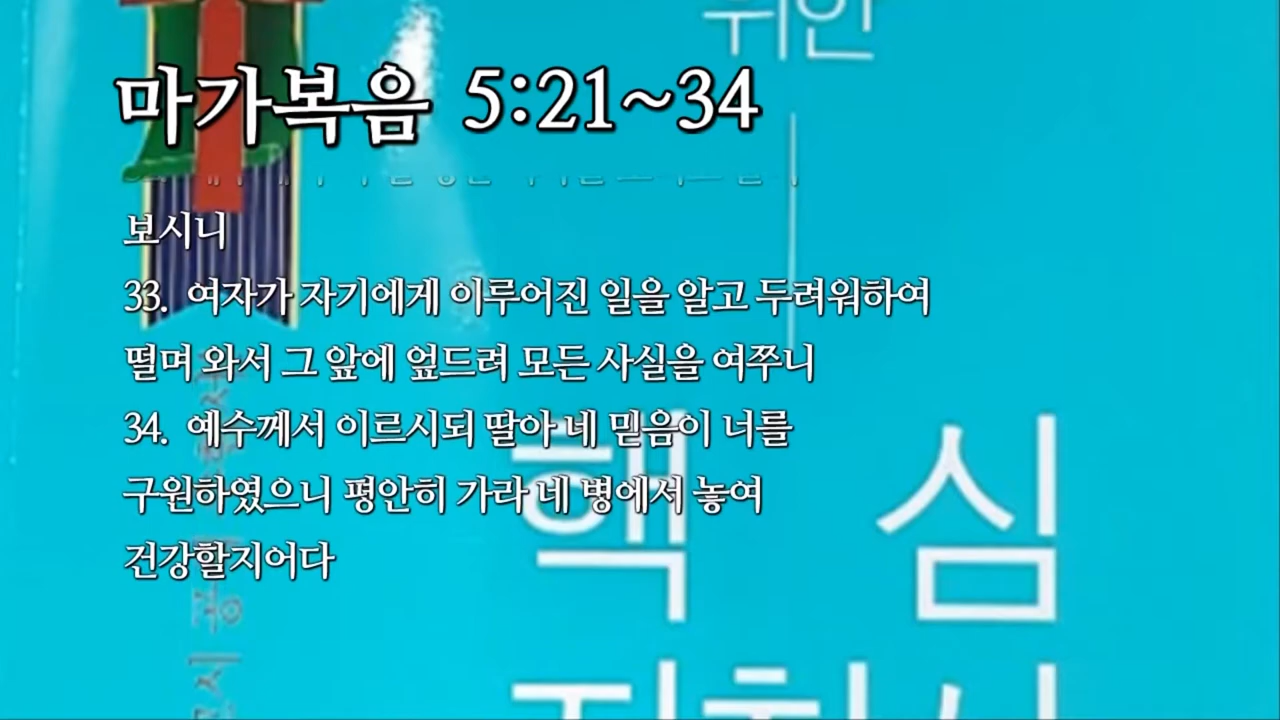 위한
마가복음 5:21~34
보시니
33. 여자가 자기에게 이루어진 일을 알고 두려워하여
떨며 와서 그 앞에 엎드려 모든 사실을 여쭈니
34. 예수께서 이르시되 딸아 네 믿음이 너를
구원하였으니 평안히 가라 네 병에서 놓여
건강할지어다
핵 심